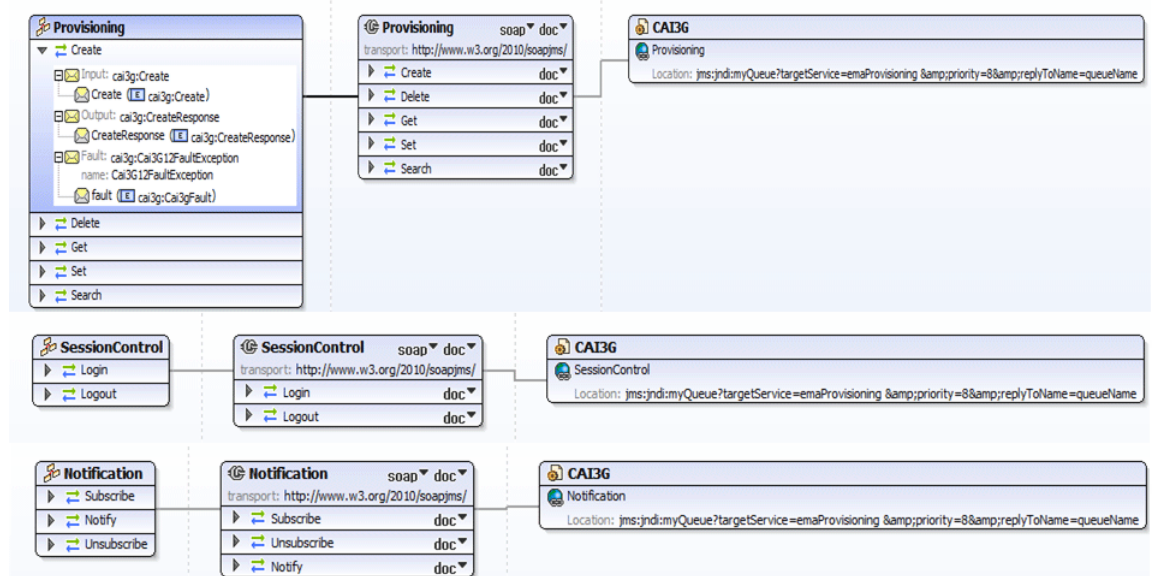 Provisioning
Create
Input: cai3g:Create
Create (E cai3g:Create)
Output: cai3g:CreateResponse
CreateResponse (E cai3g:CreateResponse)
Fault: cai3g:Cai3G12FaultException
name: Cai3G12FaultException
fault (E cai3g:Cai3gFault)
Delete
Get
Set
Search
Provisioning soap doc
transport: http://www.w3.org/2010/soapjms/
Create doc
Delete doc
Get doc
Set doc
Search doc
CAI3G
Provisioning
Location: jms:jndi:myQueue?targetService=emaProvisioning &amp;priority=8&amp;replyToName=queueName
SessionControl
Login
Logout
SessionControl soap doc
transport: http://www.w3.org/2010/soapjms/
Login doc
Logout doc
CAI3G
SessionControl
Location: jms:jndi:myQueue?targetService=emaProvisioning &amp;priority=8&amp;replyToName=queueName
Notification
Subscribe
Notify
Unsubscribe
Notification soap doc
transport: http://www.w3.org/2010/soapjms/
Subscribe doc
Unsubscribe doc
Notify doc
CAI3G
Notification
Location: jms:jndi:myQueue?targetService=emaProvisioning &amp;priority=8&amp;replyToName=queueName